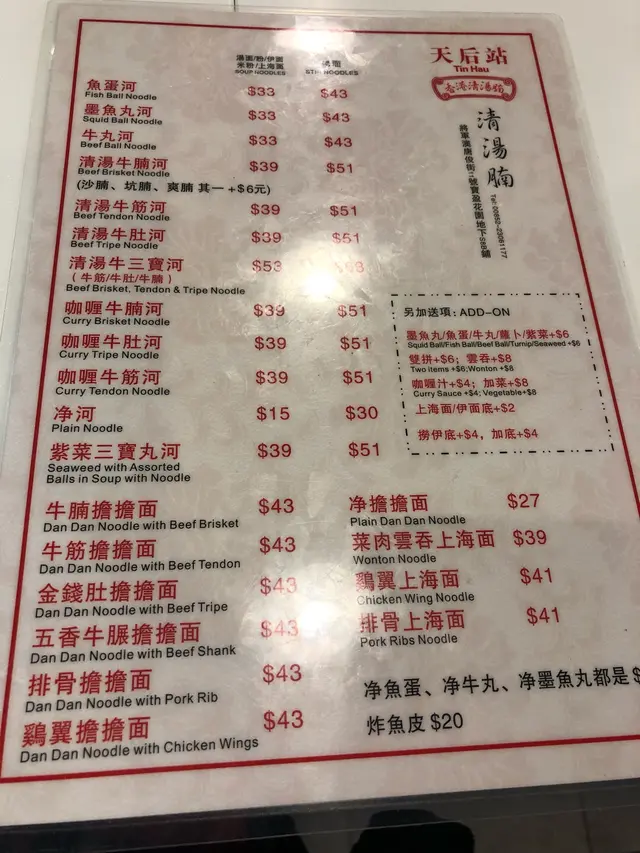 湯面/粉/伊面
米粉/上海面
SOUP NOODLES
NOODLES
天后站
Tin Hau
香港清湯腩
清湯腩
Tel: 00852-23081177
魚蛋河 $33 $43
Fish Ball Noodle
墨魚丸河 $33 $43
Squid Ball Noodle
牛丸河 $33 $43
Beef Ball Noodle
清湯牛腩河 $39 $51
Beef Brisket Noodle
(沙腩、坑腩、爽腩 其一 +$6元)
清湯牛筋河 $39 $51
Beef Tendon Noodle
清湯牛肚河 $39 $51
Beef Tripe Noodle
清湯牛三寶河 $53
(牛筋/牛肚/牛腩)
Beef Brisket, Tendon & Tripe Noodle
咖喱牛腩河 $39 $51
Curry Brisket Noodle
咖喱牛肚河 $39 $51
Curry Tripe Noodle
咖喱牛筋河 $39 $51
Curry Tendon Noodle
净河 $15 $30
Plain Noodle
紫菜三寶丸河 $39 $51
Seaweed with Assorted
Balls in Soup with Noodle
另加送項: ADD-ON
墨魚丸/魚蛋/牛丸/蘿卜/紫菜+$6
Squid Ball/Fish Ball/Beef Ball/Turnip/Seaweed +$6
雙拼+$6; 雲吞+$8
Two items +$6;Wonton +$8
咖喱汁+$4; 加菜+$8
Curry Sauce +$4; Vegetable+$8
上海面/伊面底+$2
撈伊底+$4, 加底+$4
牛腩擔擔面 $43
Dan Dan Noodle with Beef Brisket
牛筋擔擔面 $43
Dan Dan Noodle with Beef Tendon
金錢肚擔擔面 $43
Dan Dan Noodle with Beef Tripe
五香牛𦟌擔擔面 $43
Dan Dan Noodle with Beef Shank
排骨擔擔面 $43
Dan Dan Noodle with Pork Rib
鷄翼擔擔面 $43
Dan Dan Noodle with Chicken Wings
净擔擔面 $27
Plain Dan Dan Noodle
菜肉雲吞上海面 $39
Wonton Noodle
鷄翼上海面 $41
Chicken Wing Noodle
排骨上海面 $41
Pork Ribs Noodle
净魚蛋、净牛丸、净墨魚丸都是$
炸魚皮 $20